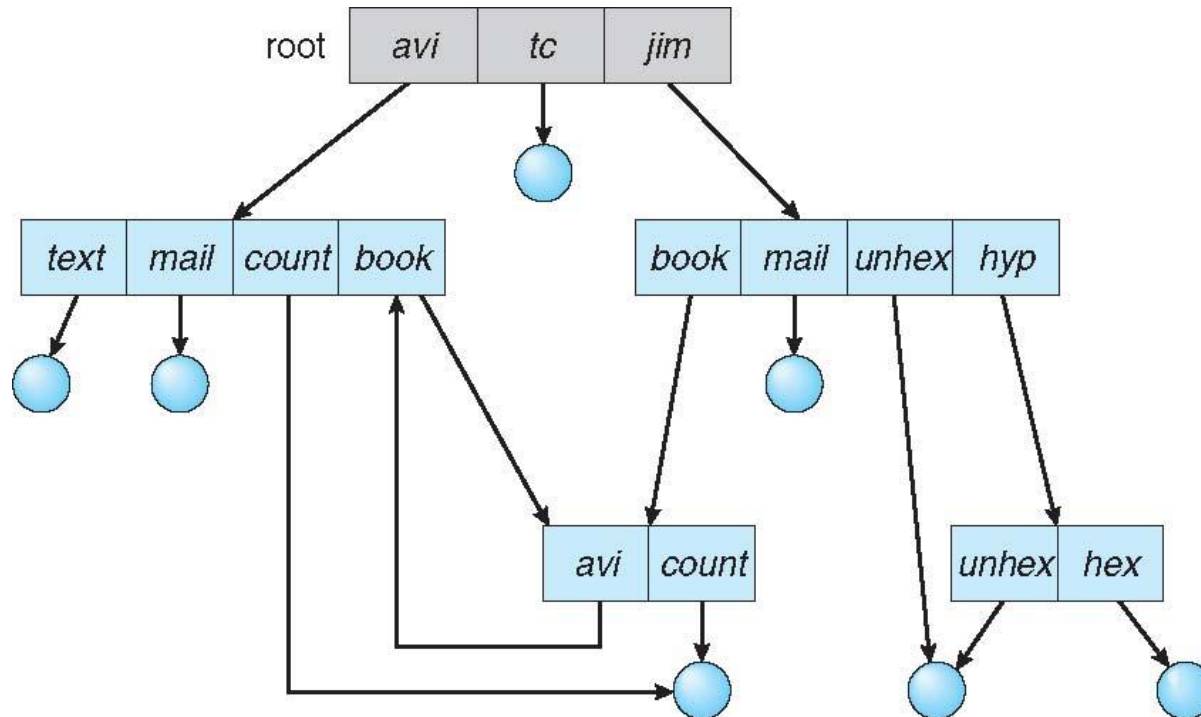 root avi tc jim
text mail count book book mail unhex hyp
avi count unhex hex